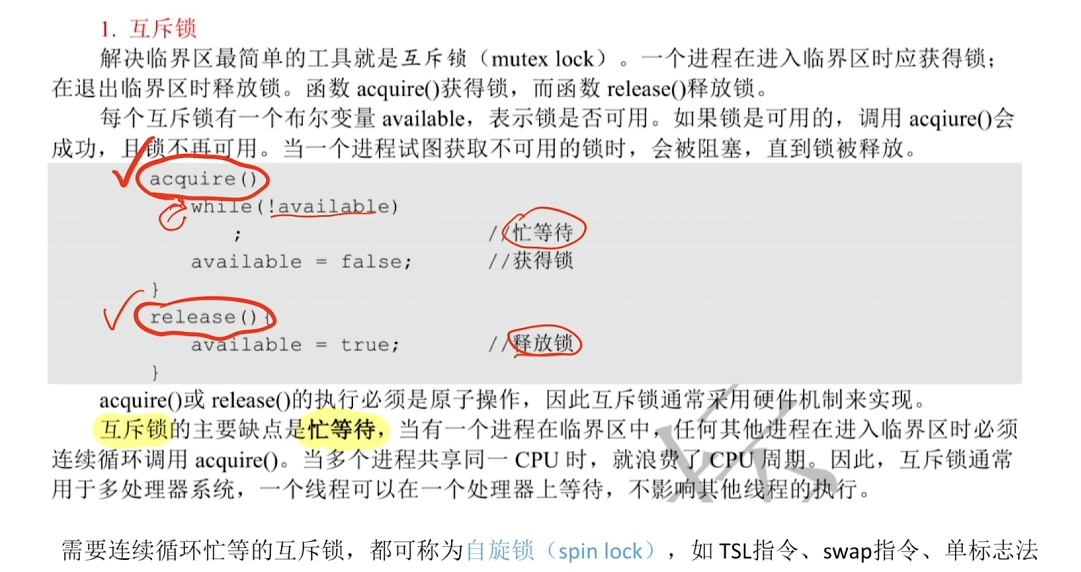 1. 互斥锁
解决临界区最简单的工具就是互斥锁（mutex lock）。一个进程在进入临界区时应获得锁；
在退出临界区时释放锁。函数 acquire()获得锁，而函数 release()释放锁。
每个互斥锁有一个布尔变量 available，表示锁是否可用。如果锁是可用的，调用 acqiure()会
成功，且锁不再可用。当一个进程试图获取不可用的锁时，会被阻塞，直到锁被释放。
acquire()
while(!available)
; //忙等待
available = false; //获得锁
}
release(){
available = true; //释放锁
}
acquire()或 release()的执行必须是原子操作，因此互斥锁通常采用硬件机制来实现。
互斥锁的主要缺点是忙等待，当有一个进程在临界区中，任何其他进程在进入临界区时必须
连续循环调用 acquire()。当多个进程共享同一 CPU 时，就浪费了 CPU 周期。因此，互斥锁通常
用于多处理器系统，一个线程可以在一个处理器上等待，不影响其他线程的执行。
需要连续循环忙等的互斥锁，都可称为自旋锁（spin lock），如 TSL指令、swap指令、单标志法